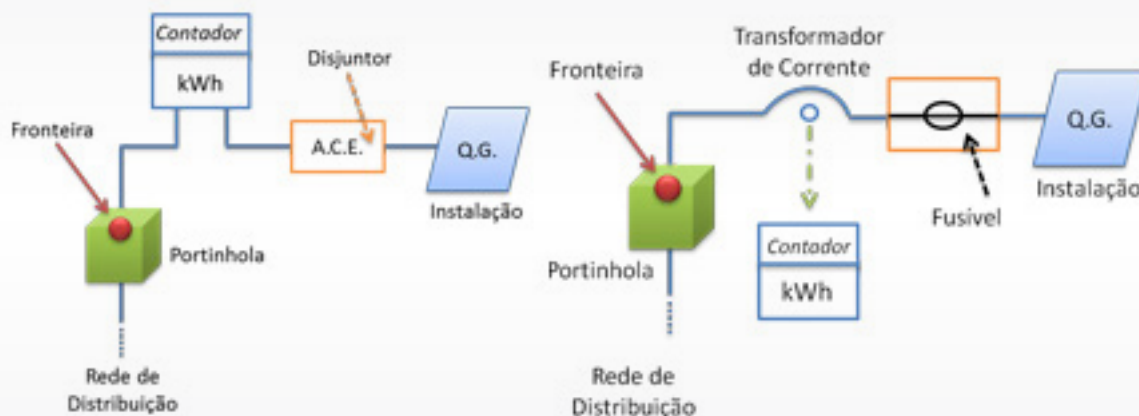 Contador
kWh
Disjuntor
Fronteira
A.C.E.
Q.G.
Instalação
Portinhola
Rede de
Distribuição
Transformador
de Corrente
Fronteira
Q.G.
Instalação
Fusivel
Contador
kWh
Portinhola
Rede de
Distribuição